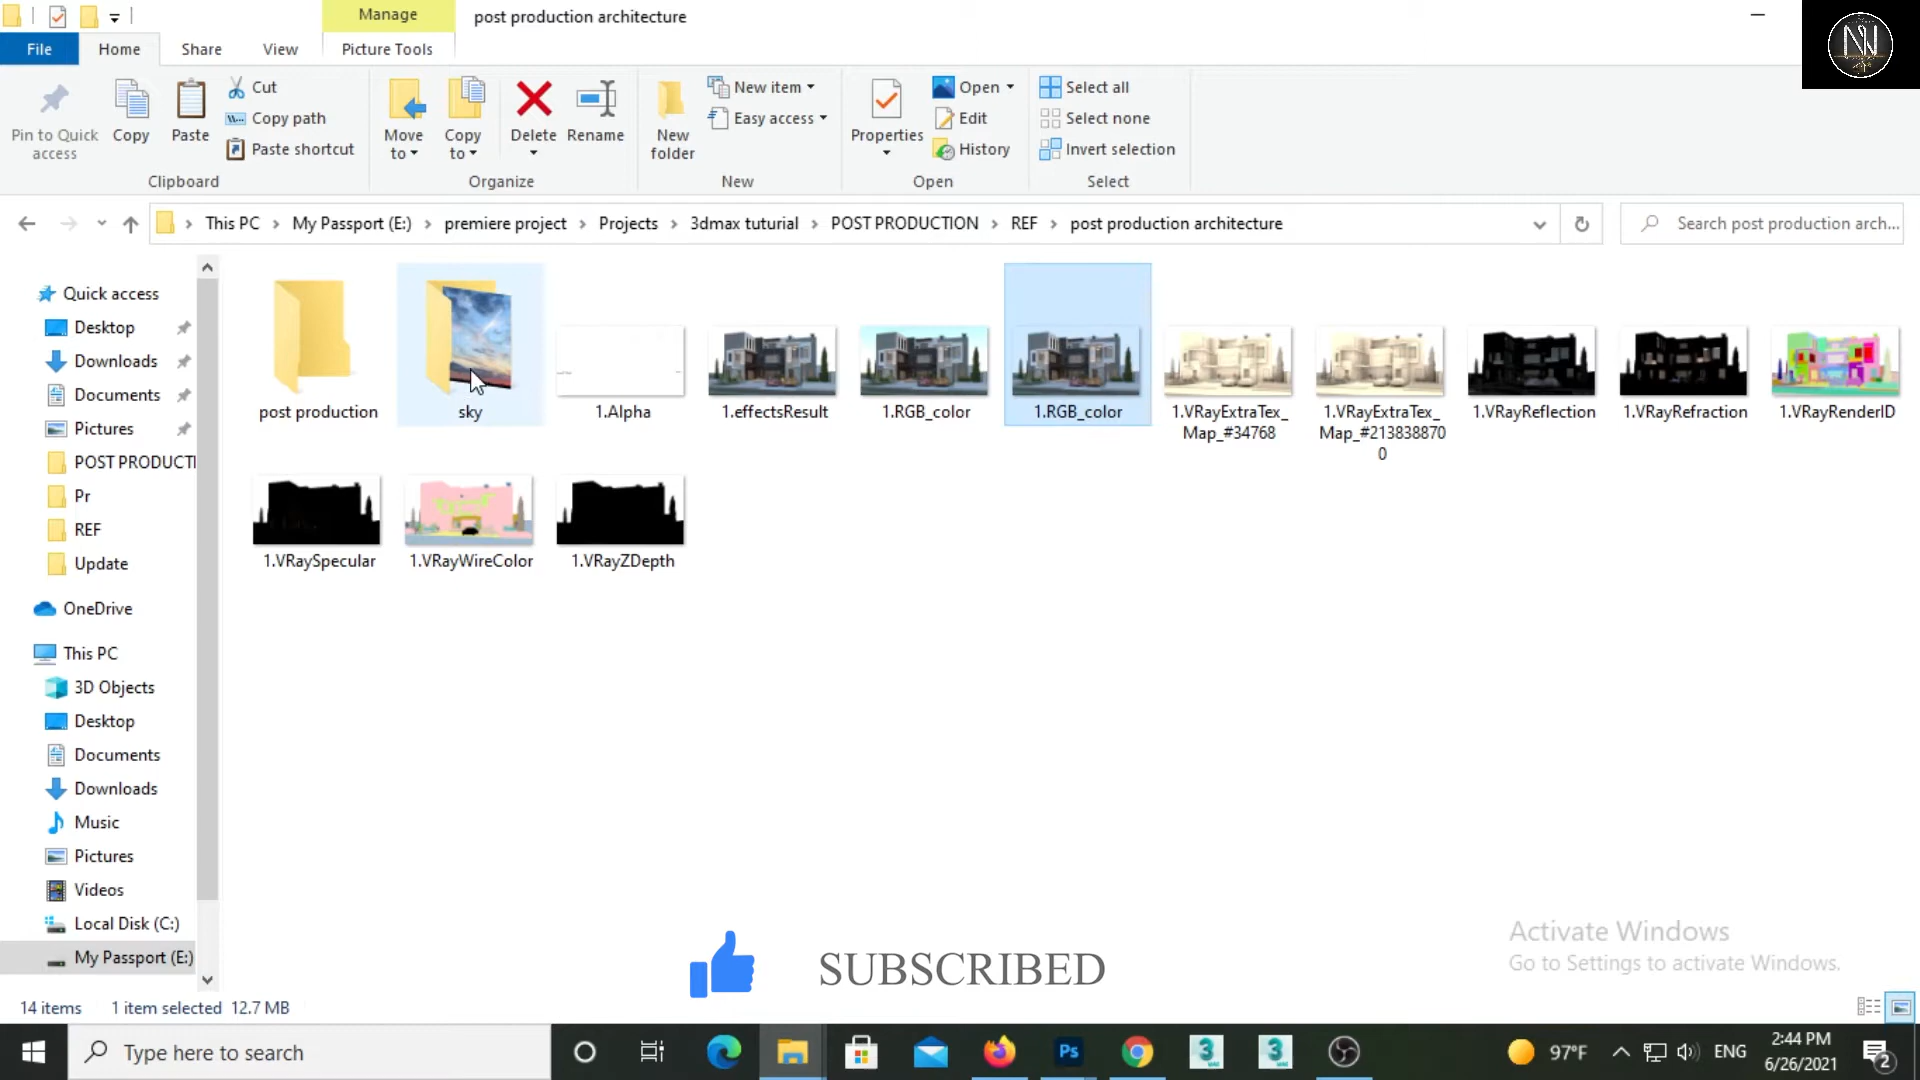 Manage
post production architecture
File
Home
Share
View
Picture Tools
Pin to Quick access
Copy
Paste
Cut
Copy path
Paste shortcut
Clipboard
Move to
Copy to
Delete
Rename
Organize
New folder
New item
Easy access
New
Properties
Open
Edit
History
Open
Select all
Select none
Invert selection
Select
This PC
My Passport (E:)
premiere project
Projects
3dmax tuturial
POST PRODUCTION
REF
post production architecture
Search post production arch...
Quick access
Desktop
Downloads
Documents
Pictures
POST PRODUCTI
Pr
REF
Update
OneDrive
This PC
3D Objects
Desktop
Documents
Downloads
Music
Pictures
Videos
Local Disk (C:)
My Passport (E:)
post production
sky
1.Alpha
1.effectsResult
1.RGB_color
1.RGB_color
1.VRayExtraTex_
Map_#34768
1.VRayExtraTex_
Map_#213838870
0
1.VRayReflection
1.VRayRefraction
1.VRayRenderID
1.VRaySpecular
1.VRayWireColor
1.VRayZDepth
SUBSCRIBED
Activate Windows
Go to Settings to activate Windows.
14 items
1 item selected 12.7 MB
Type here to search
Ps
3
3
97°F
ENG
2:44 PM
6/26/2021
2